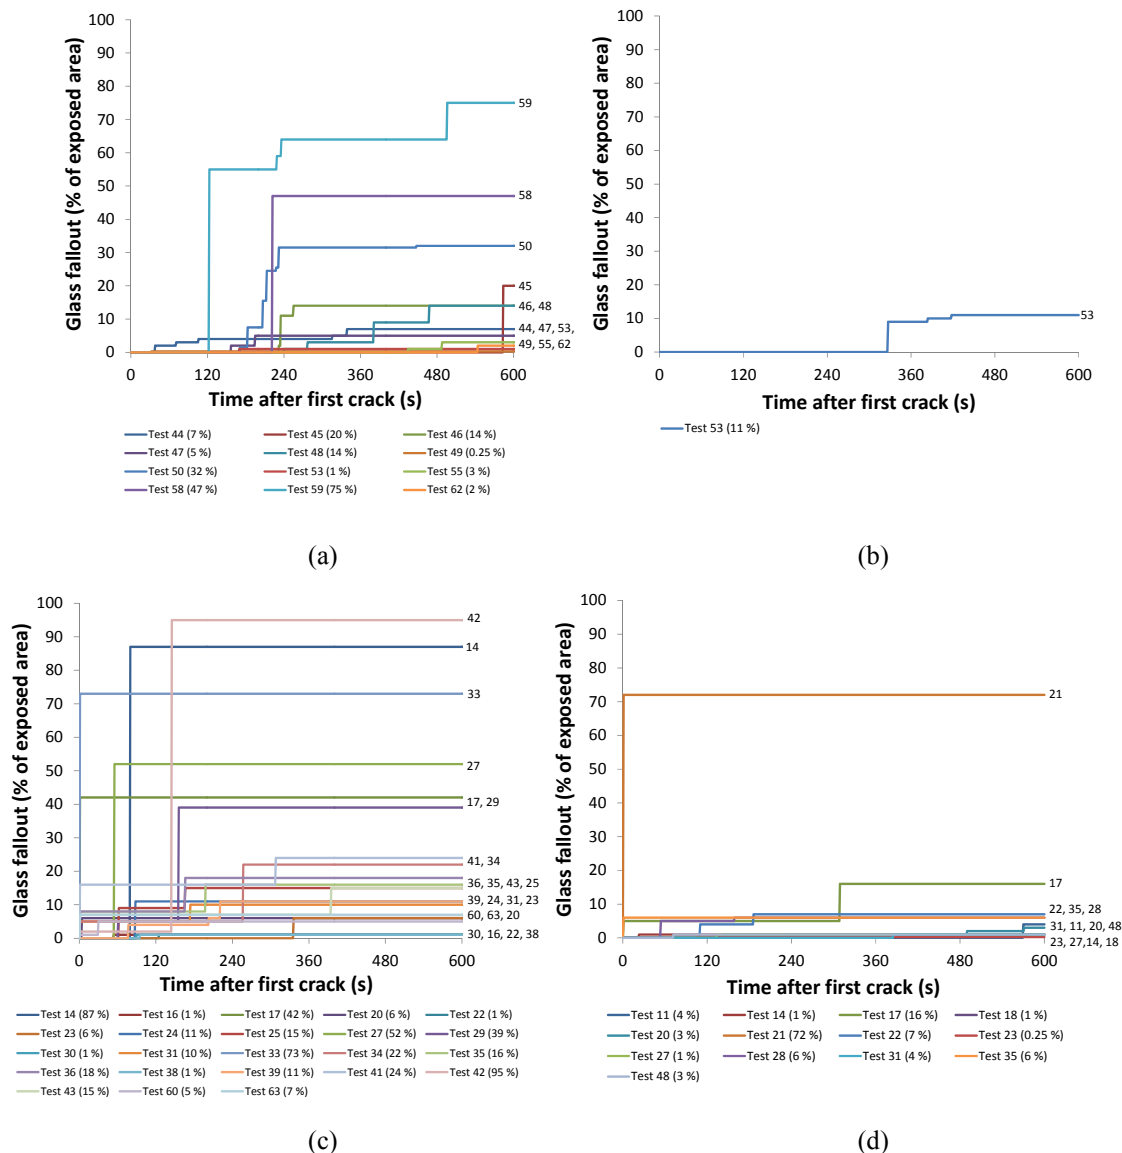 Glass fallout (% of exposed area)
100
90
80
70
60
50
40
30
20
10
0
0 120 240 360 480 600
Time after first crack (s)
59
58
50
45
46, 48
44, 47, 53,
49, 55, 62
Test 44 (7 %) Test 45 (20 %) Test 46 (14 %)
Test 47 (5 %) Test 48 (14 %) Test 49 (0.25 %)
Test 50 (32 %) Test 53 (1 %) Test 55 (3 %)
Test 58 (47 %) Test 59 (75 %) Test 62 (2 %)
(a)
Glass fallout (% of exposed area)
100
90
80
70
60
50
40
30
20
10
0
0 120 240 360 480 600
Time after first crack (s)
53
Test 53 (11 %)
(b)
Glass fallout (% of exposed area)
100
90
80
70
60
50
40
30
20
10
0
0 120 240 360 480 600
Time after first crack (s)
42
14
33
27
17, 29
41, 34
36, 35, 43, 25
39, 24, 31, 23
60, 63, 20
30, 16, 22, 38
Test 14 (87 %) Test 16 (1 %) Test 17 (42 %) Test 20 (6 %) Test 22 (1 %)
Test 23 (6 %) Test 24 (11 %) Test 25 (15 %) Test 27 (52 %) Test 29 (39 %)
Test 30 (1 %) Test 31 (10 %) Test 33 (73 %) Test 34 (22 %) Test 35 (16 %)
Test 36 (18 %) Test 38 (1 %) Test 39 (11 %) Test 41 (24 %) Test 42 (95 %)
Test 43 (15 %) Test 60 (5 %) Test 63 (7 %)
(c)
Glass fallout (% of exposed area)
100
90
80
70
60
50
40
30
20
10
0
0 120 240 360 480 600
Time after first crack (s)
21
17
22, 35, 28
31, 11, 20, 48
23, 27,14, 18
Test 11 (4 %) Test 14 (1 %) Test 17 (16 %) Test 18 (1 %)
Test 20 (3 %) Test 21 (72 %) Test 22 (7 %) Test 23 (0.25 %)
Test 27 (1 %) Test 28 (6 %) Test 31 (4 %) Test 35 (6 %)
Test 48 (3 %)
(d)